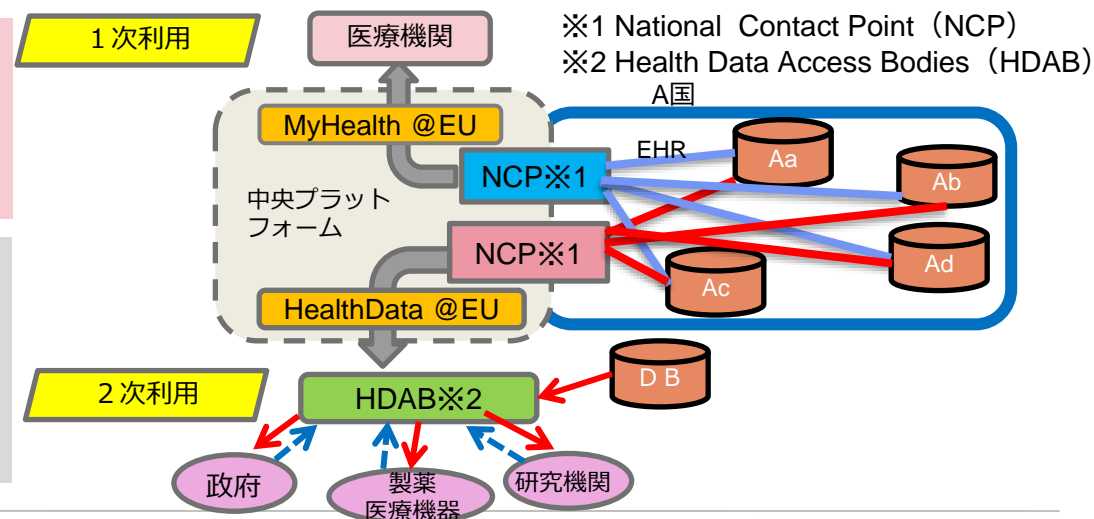 1次利用
医療機関
※1 National Contact Point（NCP）
※2 Health Data Access Bodies（HDAB）
A国
MyHealth @EU
EHR
Aa
NCP※1
Ab
中央プラット
フォーム
NCP※1
Ad
Ac
HealthData @EU
2次利用
HDAB※2
D B
政府
製薬
医療機器
研究機関